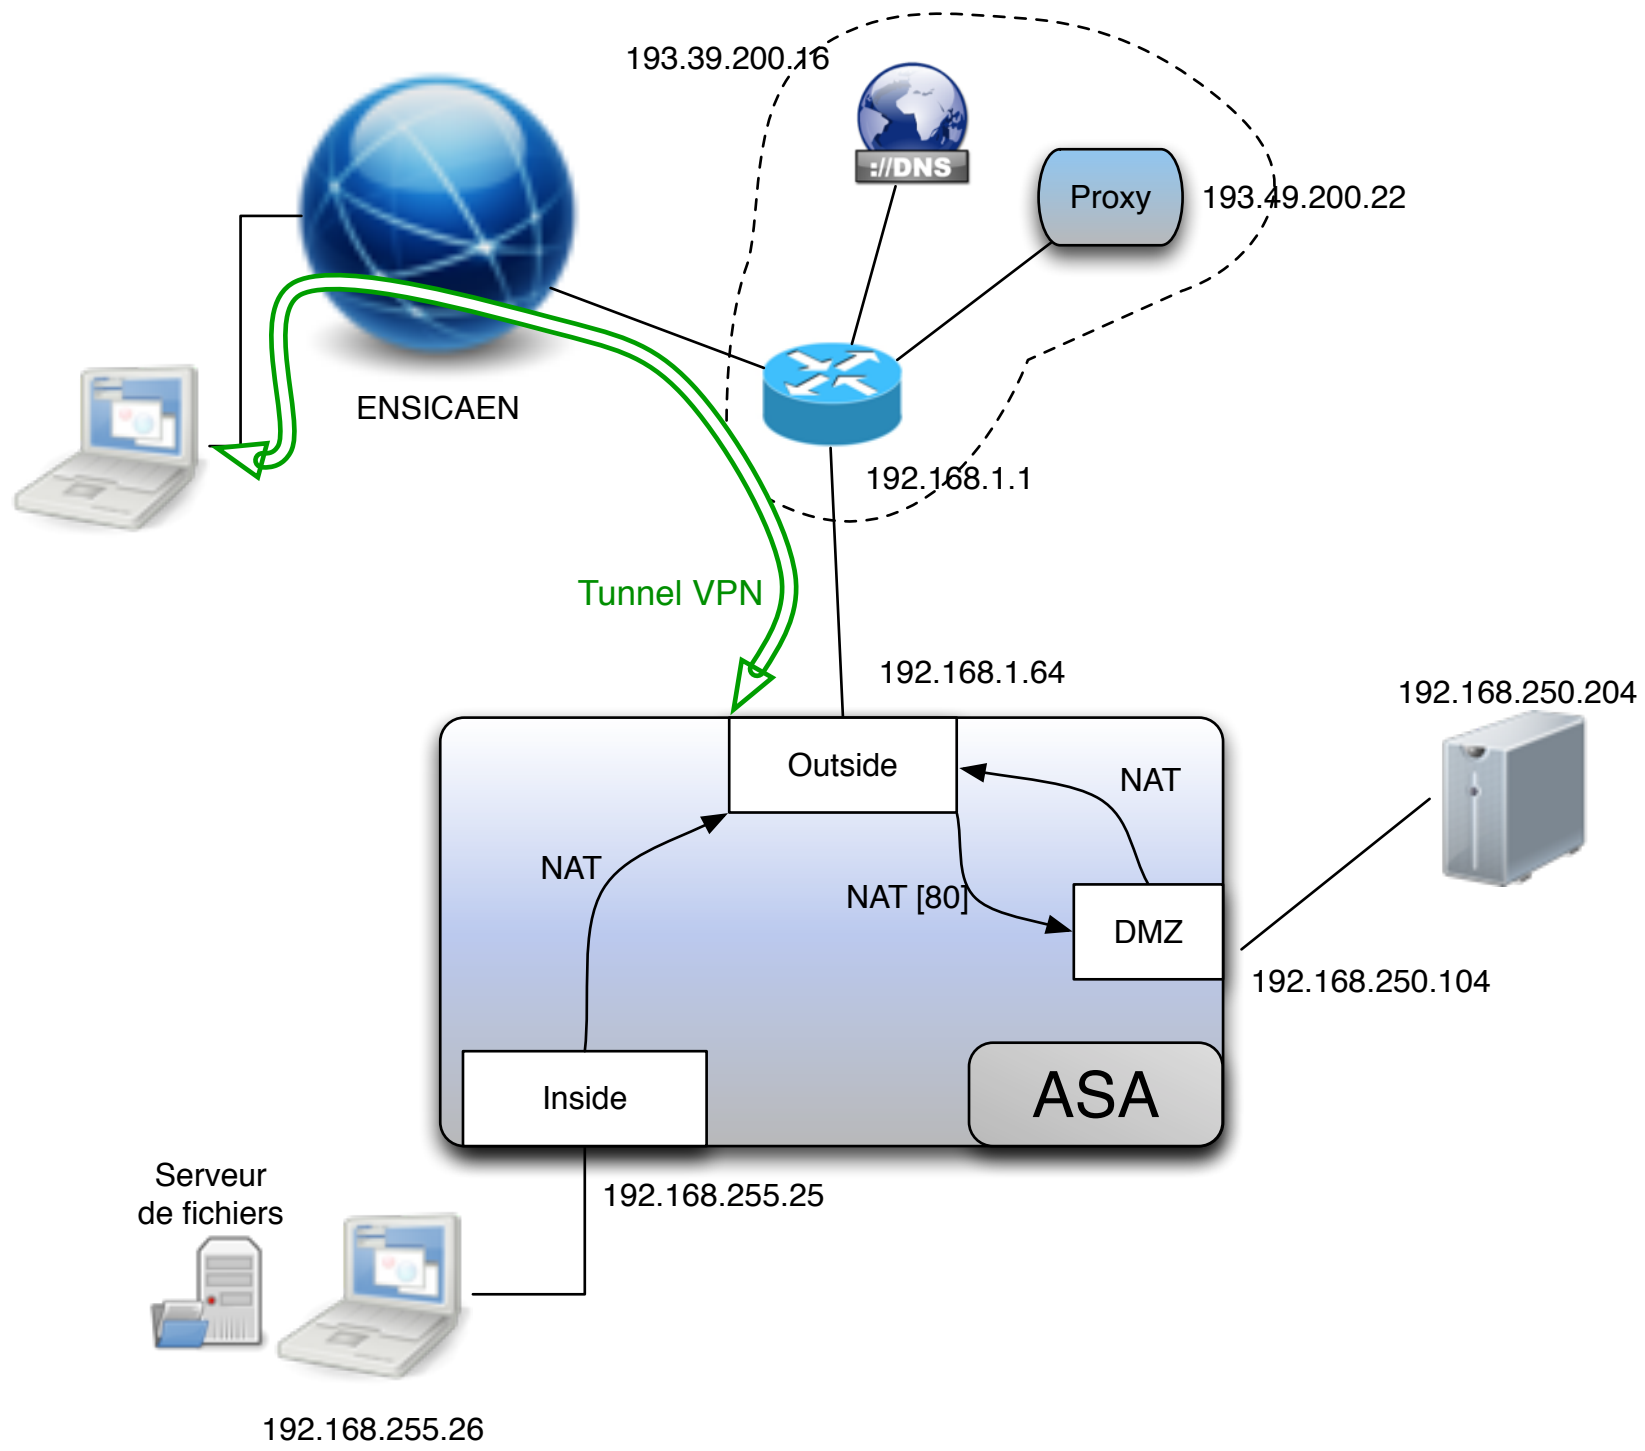 193.39.200.16
://DNS
Proxy
193.49.200.22
ENSICAEN
192.168.1.1
Tunnel VPN
192.168.1.64
192.168.250.204
Outside
NAT
NAT
NAT [80]
DMZ
192.168.250.104
Inside
ASA
Serveur
de fichiers
192.168.255.25
192.168.255.26